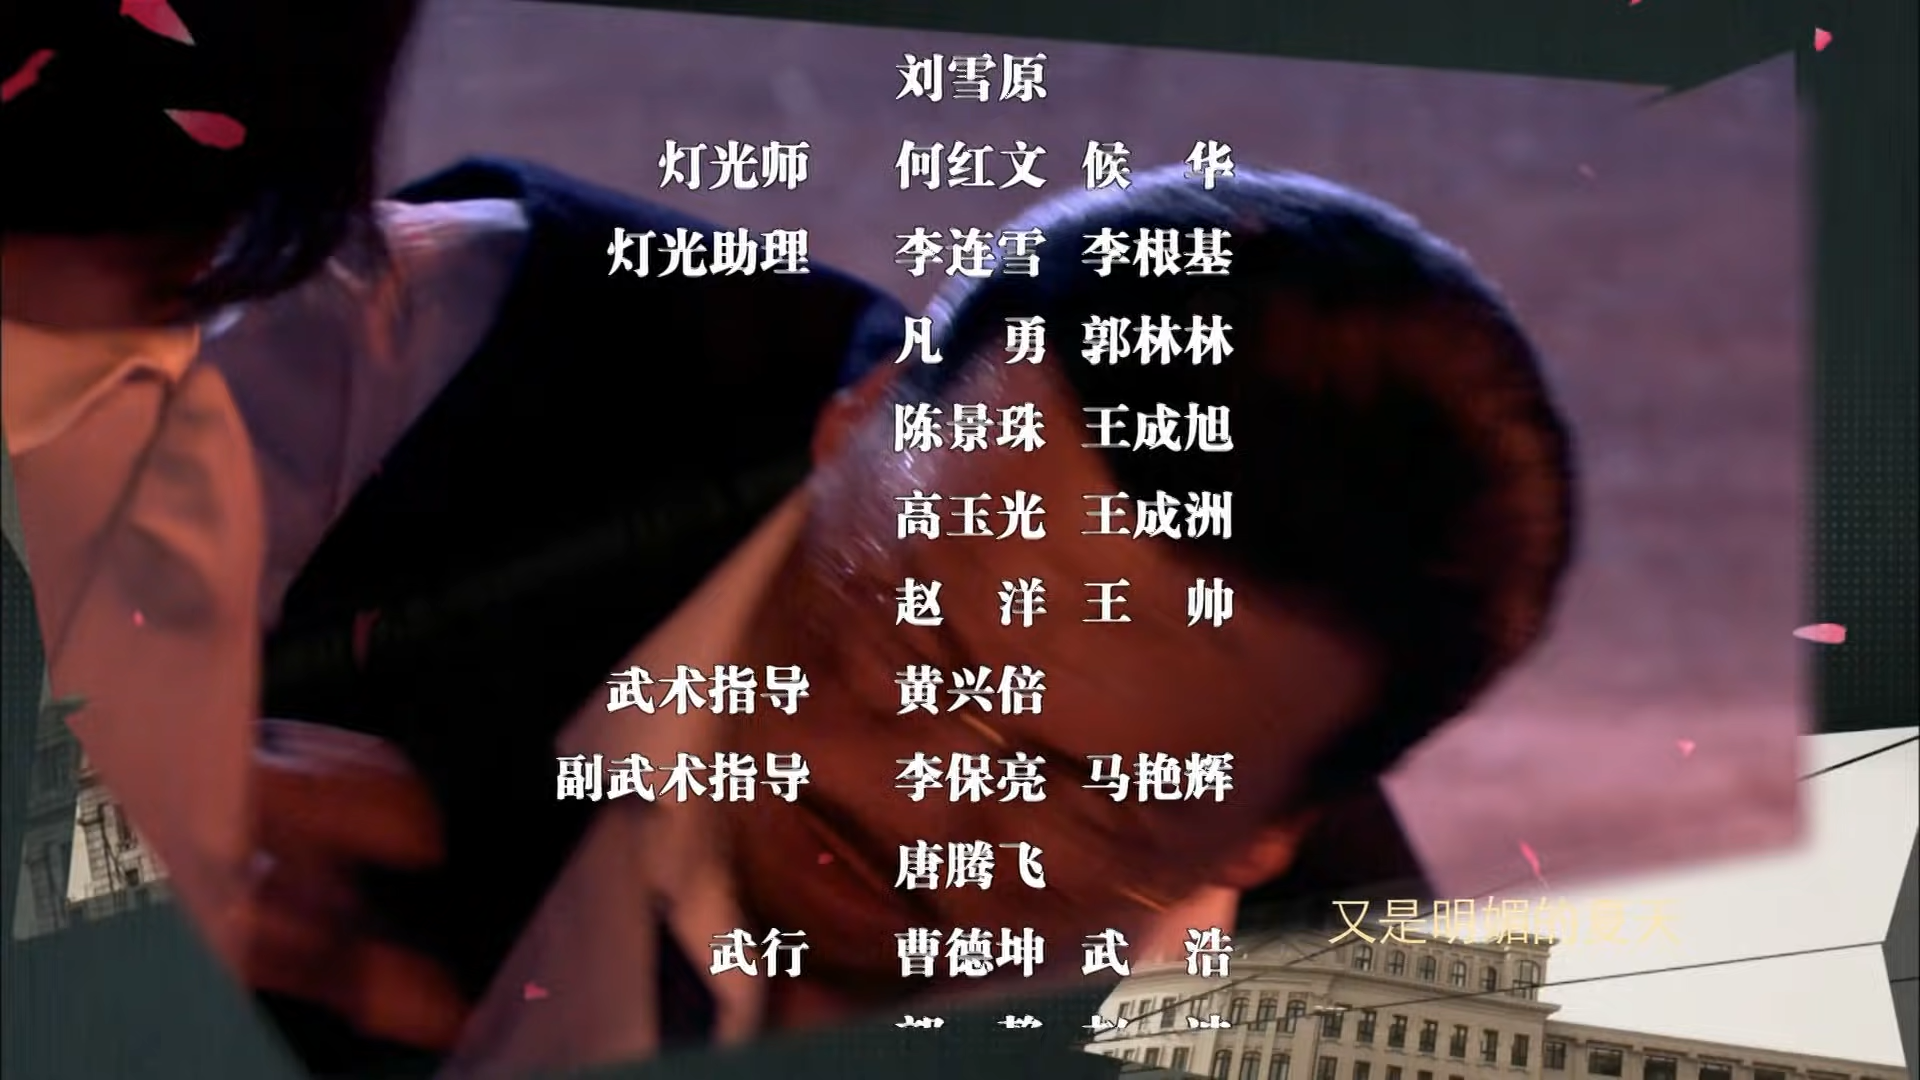 刘雪原
灯光师 何红文 候 华
灯光助理 李连雪 李根基
凡 勇 郭林林
陈景珠 王成旭
高玉光 王成洲
赵 洋 王 帅
武术指导 黄兴倍
副武术指导 李保亮 马艳辉
唐腾飞
又是明媚的夏天
武行 曹德坤 武 浩